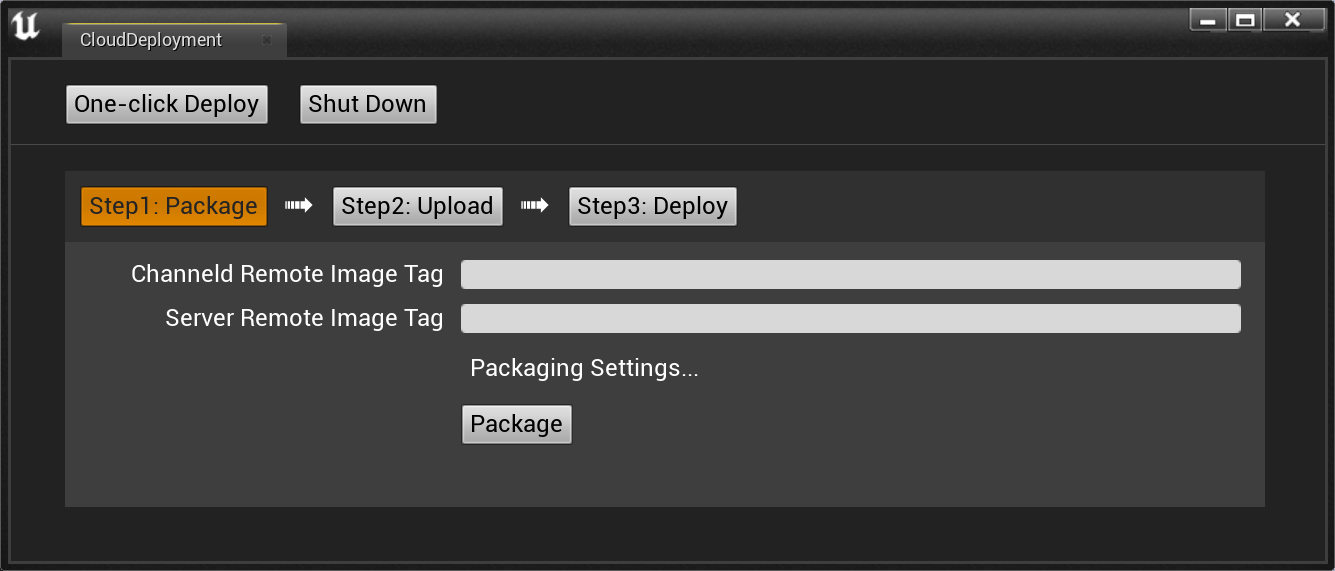 CloudDeployment
One-click Deploy Shut Down
Step1: Package Step2: Upload Step3: Deploy
Channeld Remote Image Tag
Server Remote Image Tag
Packaging Settings...
Package